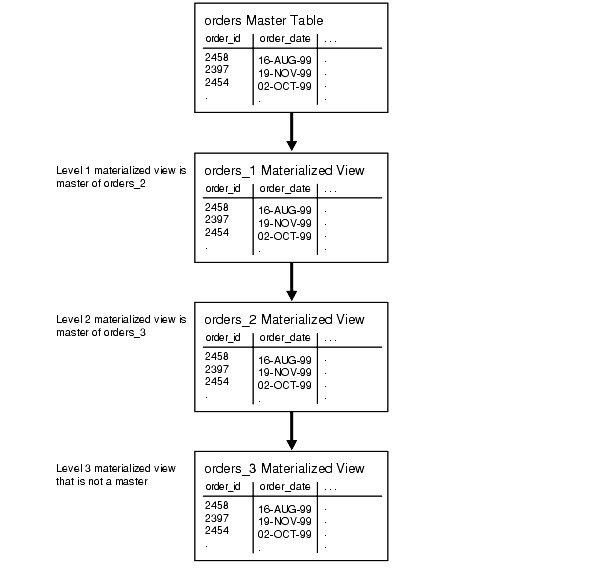 orders Master Table
order_id order_date ...
2458 16-AUG-99 .
2397 19-NOV-99 .
2454 02-OCT-99 .
. . .
Level 1 materialized view is
master of orders_2
orders_1 Materialized View
order_id order_date ...
2458 16-AUG-99 .
2397 19-NOV-99 .
2454 02-OCT-99 .
. . .
Level 2 materialized view is
master of orders_3
orders_2 Materialized View
order_id order_date ...
2458 16-AUG-99 .
2397 19-NOV-99 .
2454 02-OCT-99 .
. . .
Level 3 materialized view
that is not a master
orders_3 Materialized View
order_id order_date ...
2458 16-AUG-99 .
2397 19-NOV-99 .
2454 02-OCT-99 .
. . .